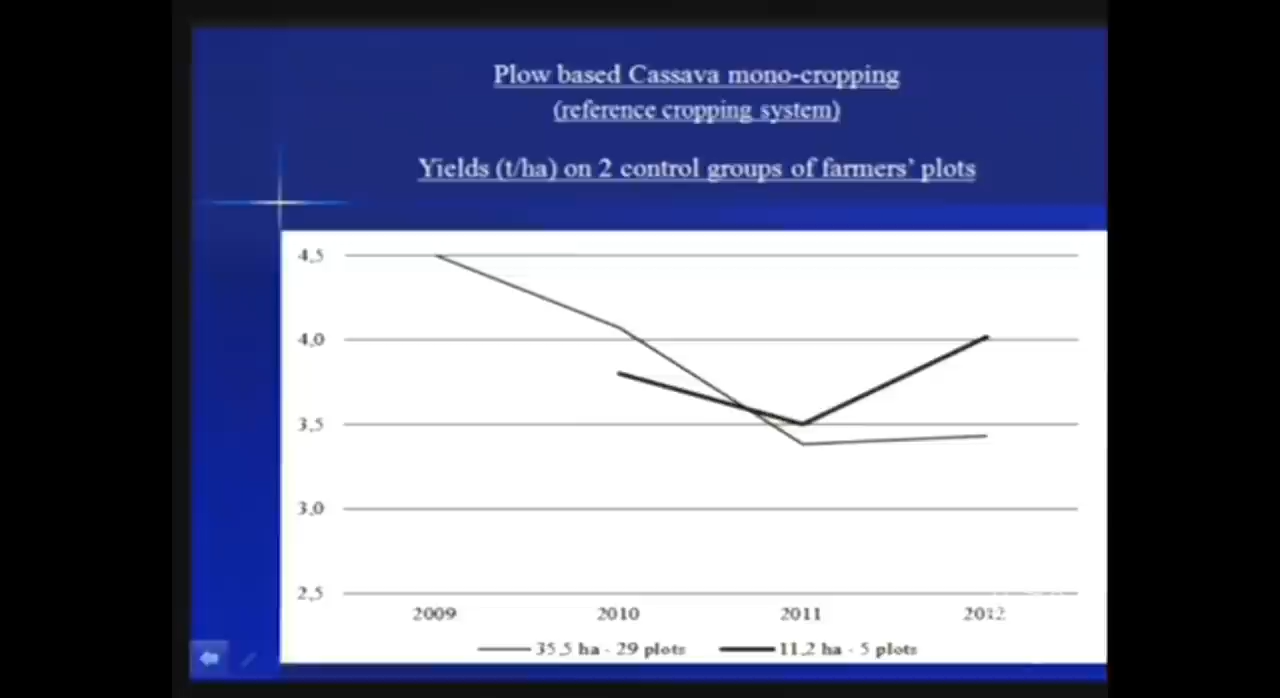 Plow based Cassava mono-cropping
(reference cropping system)
Yields (t/ha) on 2 control groups of farmers' plots
4,5
4,0
3,5
3,0
2,5
2009 2010 2011 2012
35,5 ha - 29 plots 11,2 ha - 5 plots